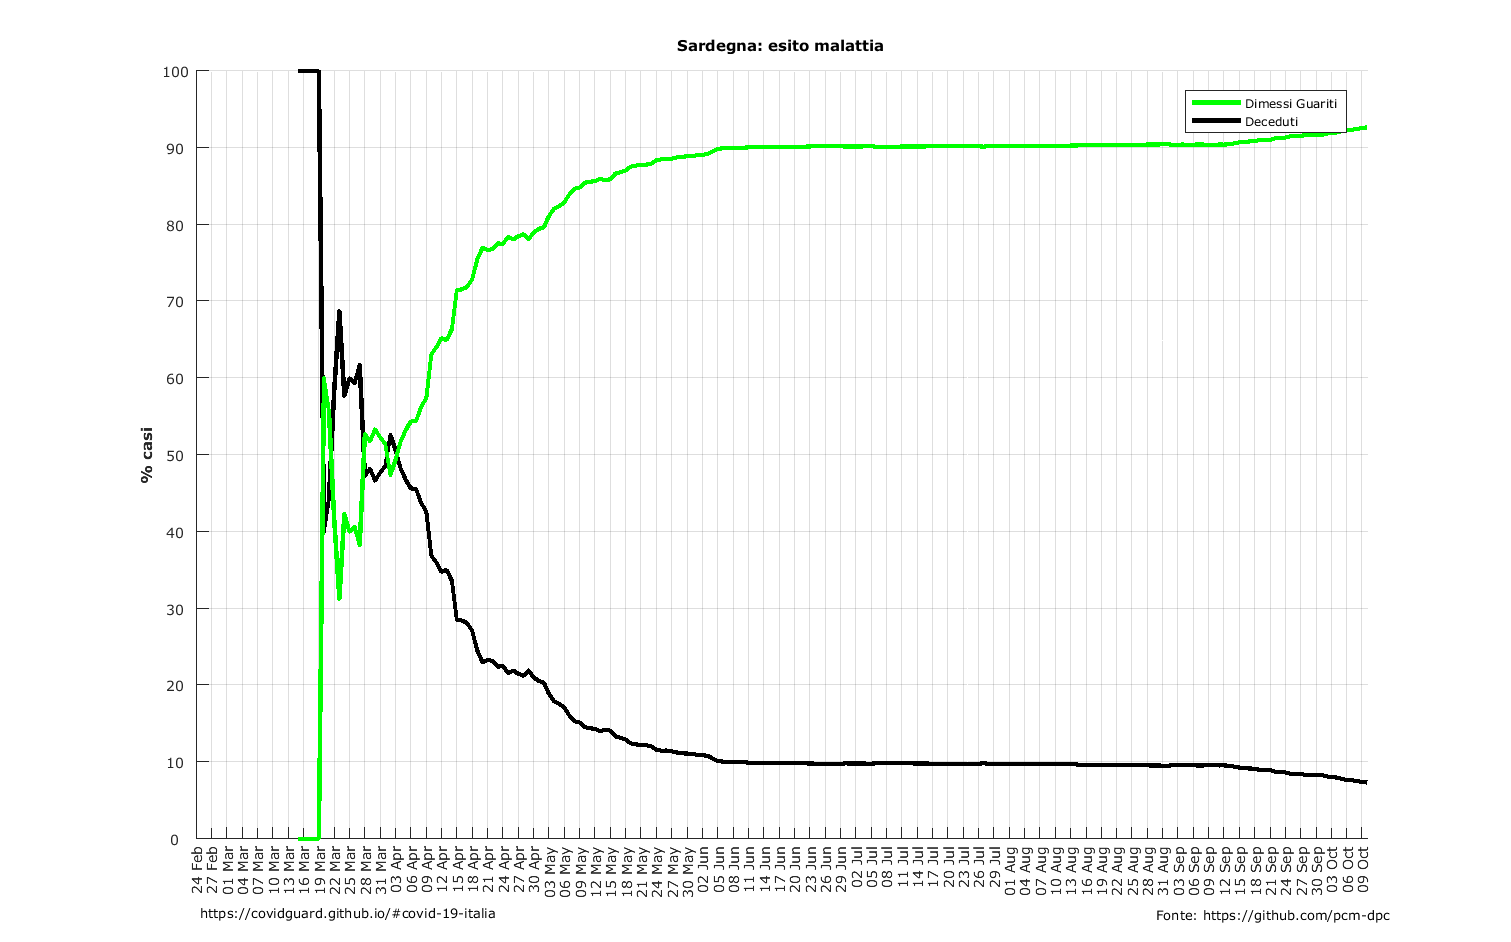 Sardegna: esito malattia
% casi
100
90
80
70
60
50
40
30
20
10
0
Dimessi Guariti
Deceduti
24 Feb
27 Feb
01 Mar
04 Mar
07 Mar
10 Mar
13 Mar
16 Mar
19 Mar
22 Mar
25 Mar
28 Mar
31 Mar
03 Apr
06 Apr
09 Apr
12 Apr
15 Apr
18 Apr
21 Apr
24 Apr
27 Apr
30 Apr
03 May
06 May
09 May
12 May
15 May
18 May
21 May
24 May
27 May
30 May
02 Jun
05 Jun
08 Jun
11 Jun
14 Jun
17 Jun
20 Jun
23 Jun
26 Jun
29 Jun
02 Jul
05 Jul
08 Jul
11 Jul
14 Jul
17 Jul
20 Jul
23 Jul
26 Jul
29 Jul
01 Aug
04 Aug
07 Aug
10 Aug
13 Aug
16 Aug
19 Aug
22 Aug
25 Aug
28 Aug
31 Aug
03 Sep
06 Sep
09 Sep
12 Sep
15 Sep
18 Sep
21 Sep
24 Sep
27 Sep
30 Sep
03 Oct
06 Oct
09 Oct
https://covidguard.github.io/#covid-19-italia
Fonte: https://github.com/pcm-dpc